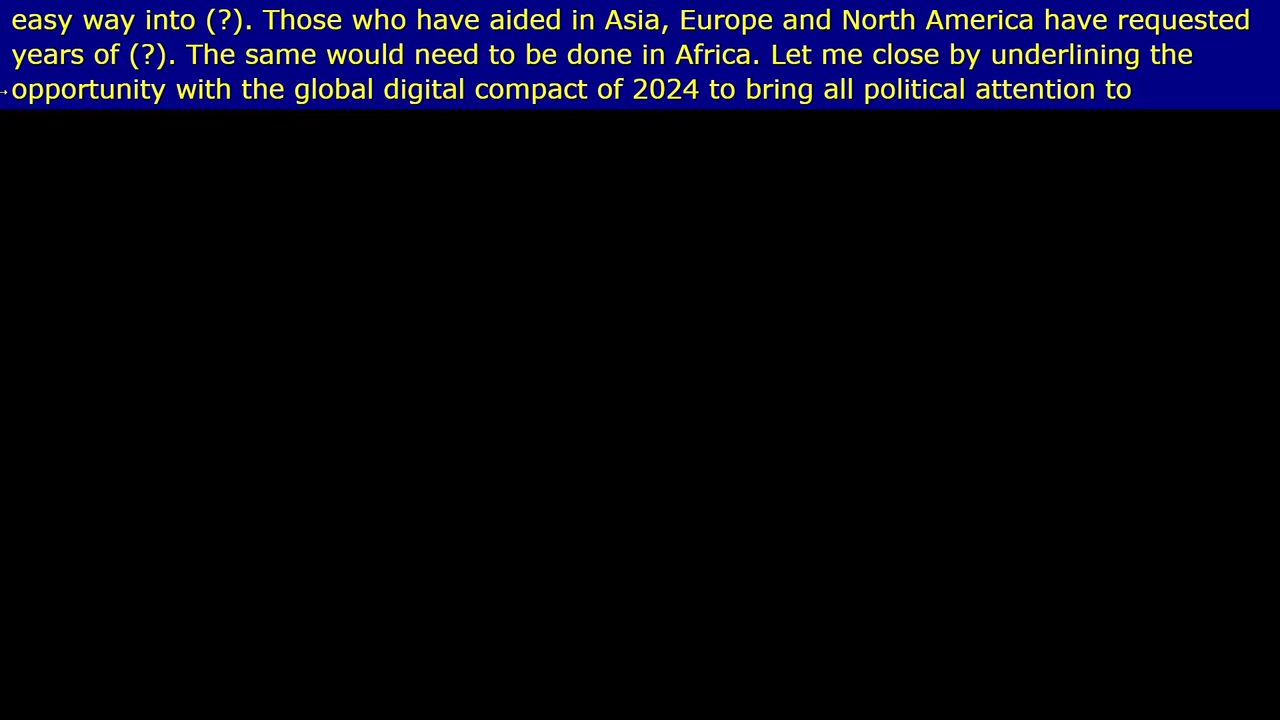 easy way into (?). Those who have aided in Asia, Europe and North America have requested
years of (?). The same would need to be done in Africa. Let me close by underlining the
opportunity with the global digital compact of 2024 to bring all political attention to